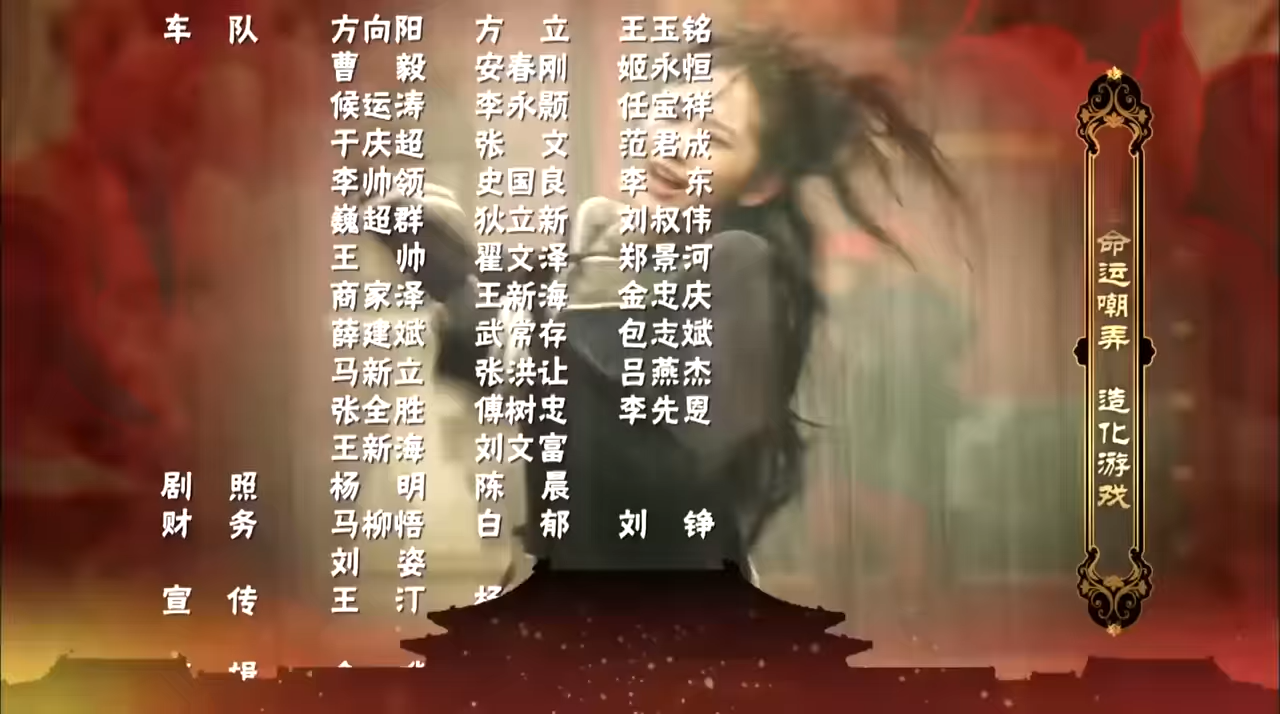 车 队 方向阳 方 立 王玉铭
曹 毅 安春刚 姬永恒
候运涛 李永颢 任宝祥
干庆超 张 文 范君成
李帅领 史国良 李 东
巍超群 狄立新 刘叔伟
王 帅 翟文泽 郑景河
商家泽 王新海 金忠庆
薛建斌 武常存 包志斌
马新立 张洪让 吕燕杰
张全胜 傅树忠 李先恩
王新海 刘文富
剧 照 杨 明 陈 晨
财 务 马柳悟 白 郁 刘 铮
刘 姿
宣 传 王 汀
命运嘲弄 造化游戏